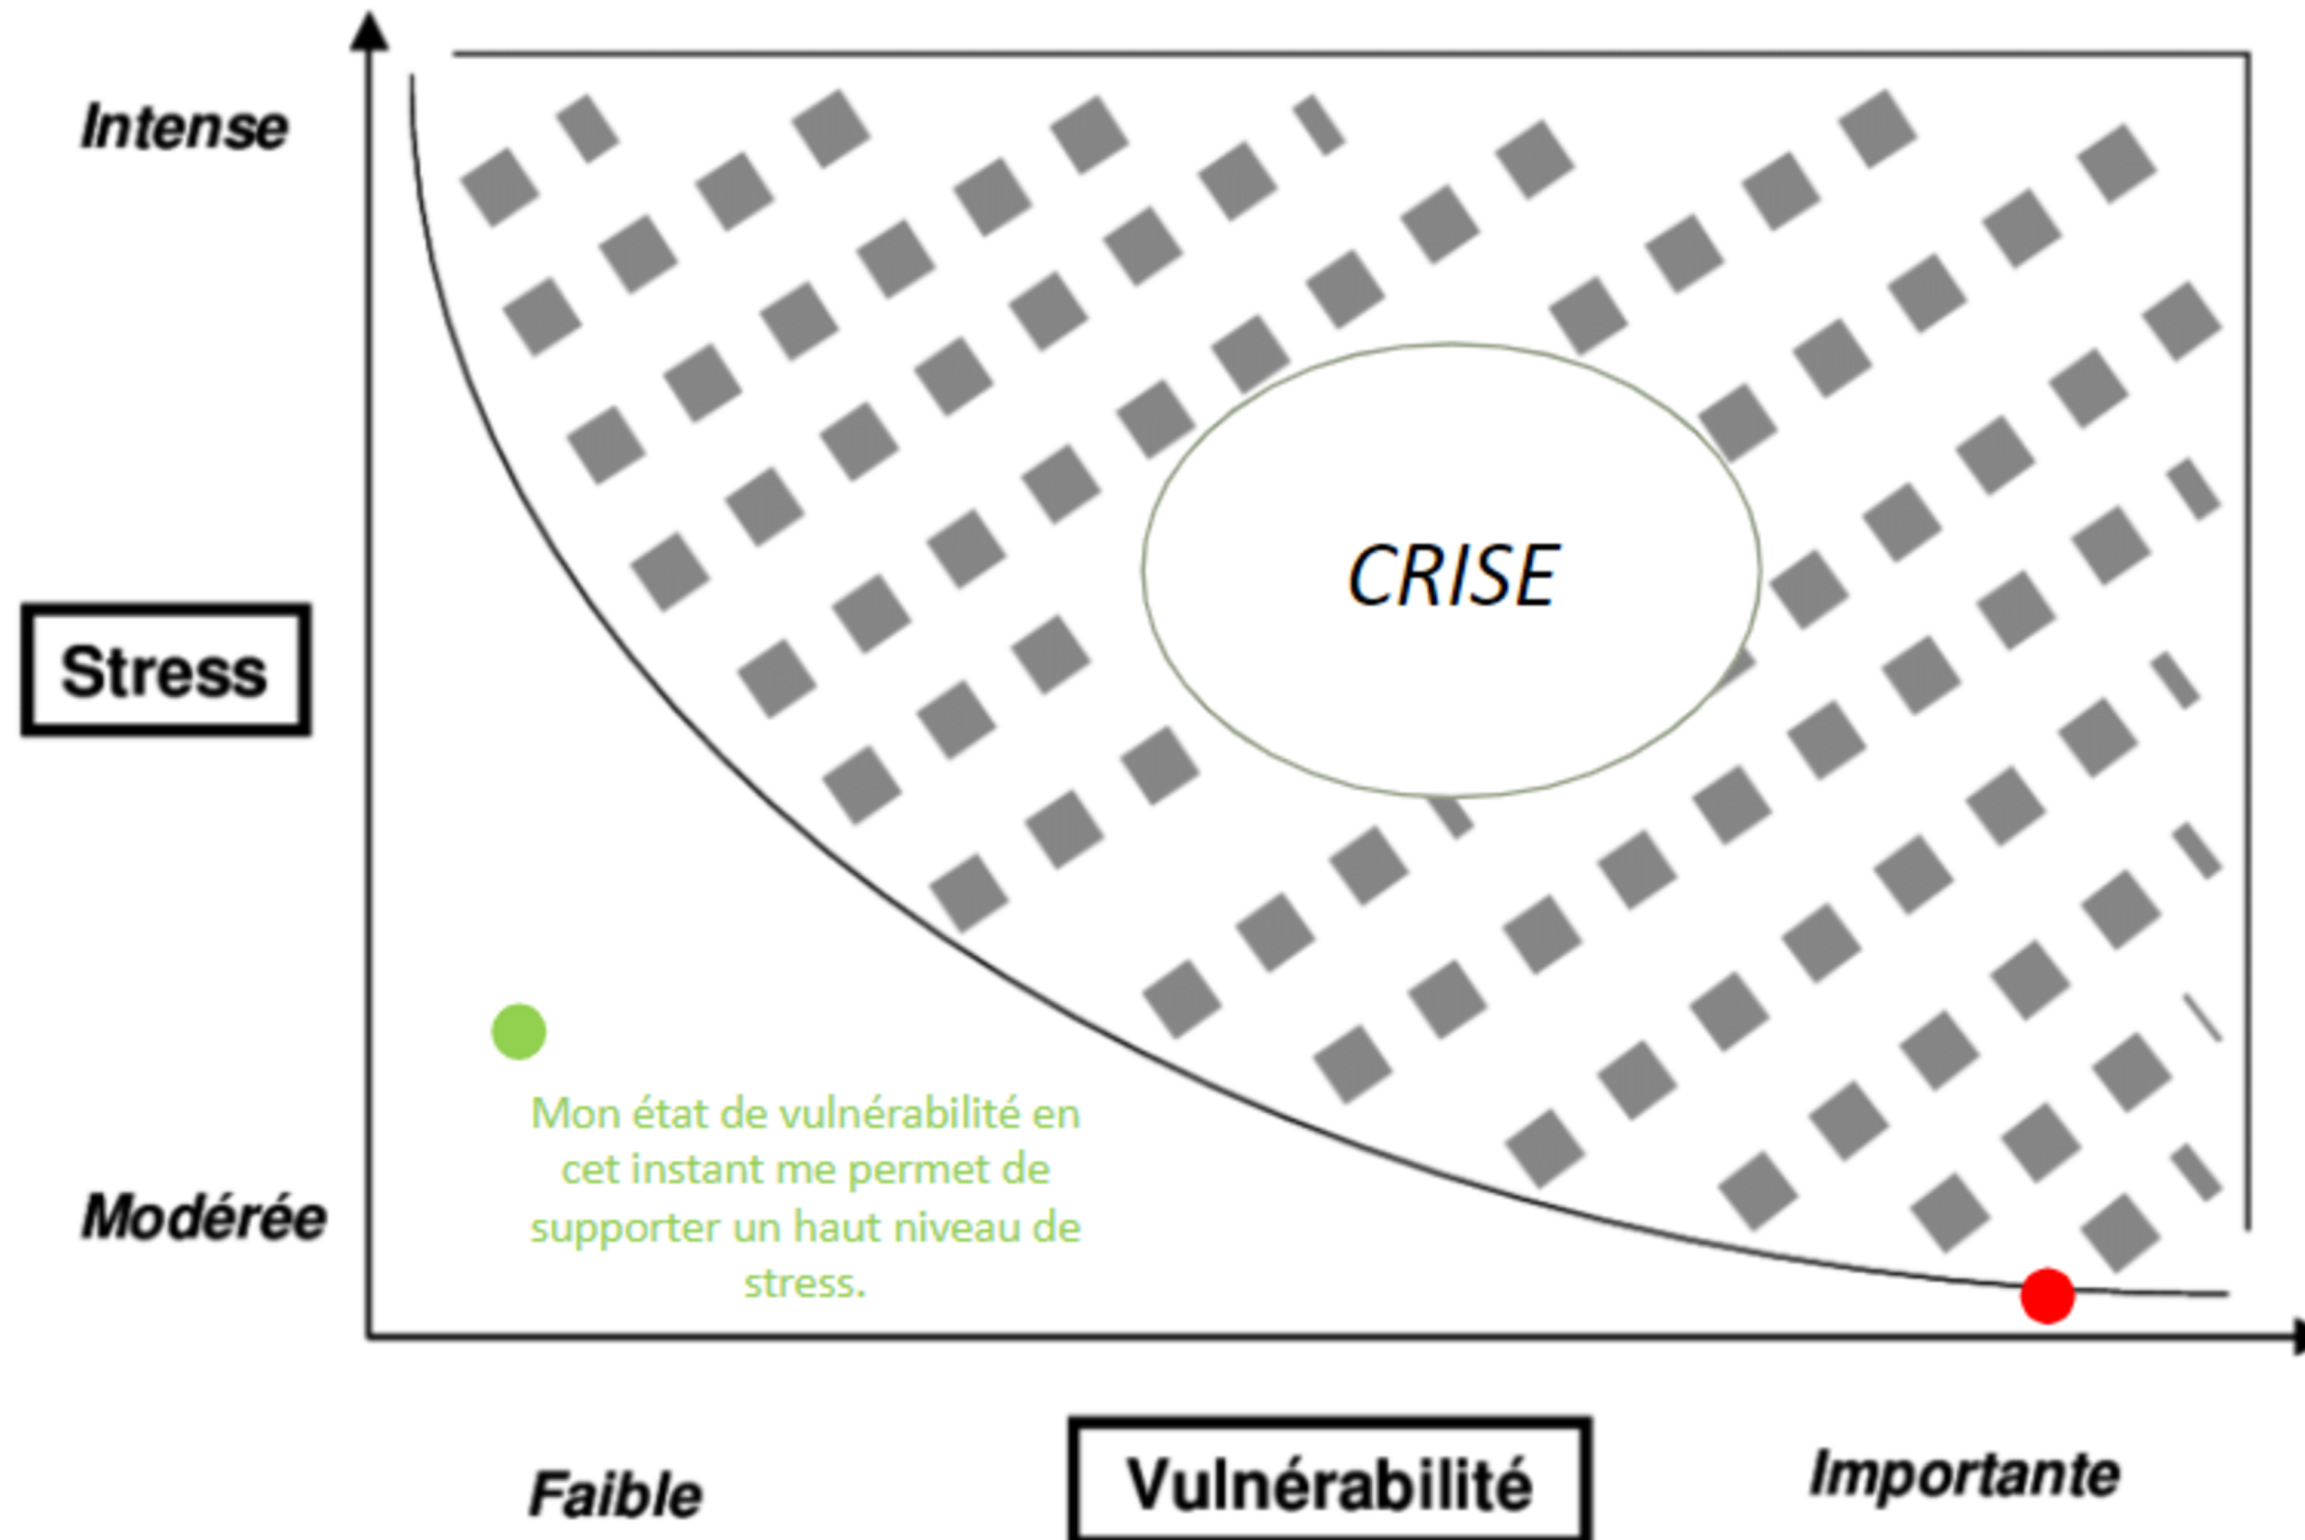 Intense
CRISE
Stress
Mon état de vulnérabilité en
cet instant me permet de
supporter un haut niveau de
stress.
Modérée
Faible
Vulnérabilité
Importante